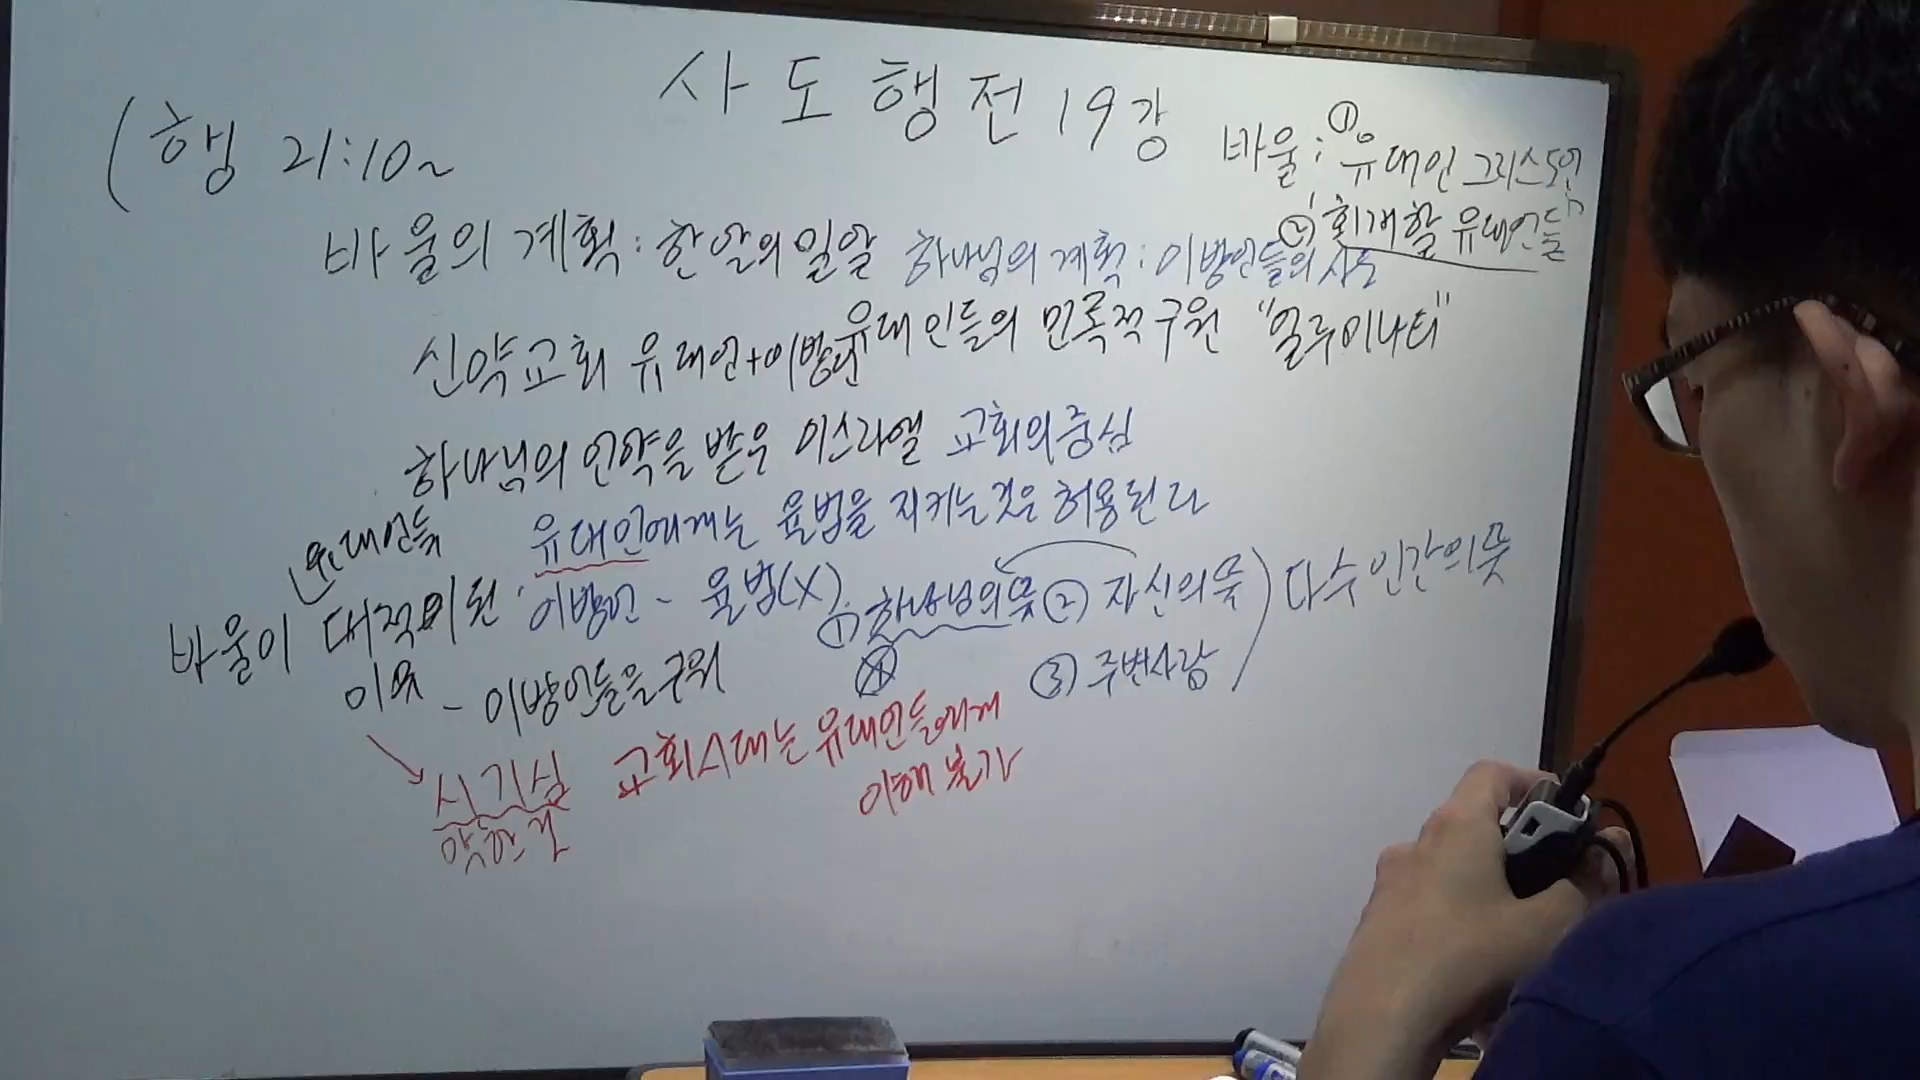 사도행전 19강
(행 21:10~
바울: ① 유대인 그리스도인
② 회개할 유대인들
바울의 계획: 한 알의 밀알 하나님의 계획: 이방인들의 사도
신약교회 유대인+이방인 유대인들의 민족적 구원 "일루미나티"
하나님의 언약을 받은 이스라엘 교회의 중심
유대인에게는 율법을 지키는 것은 허용된다
유대인들
바울이 대적이 된 이방인 - 율법(X). ① 하나님의 뜻 ② 자신의 뜻) 다수 인간의 뜻
이유 - 이방인들을 구원 ③ 주변사람
시기심 교회시대는 유대인들에게
이해 불가
악한 것